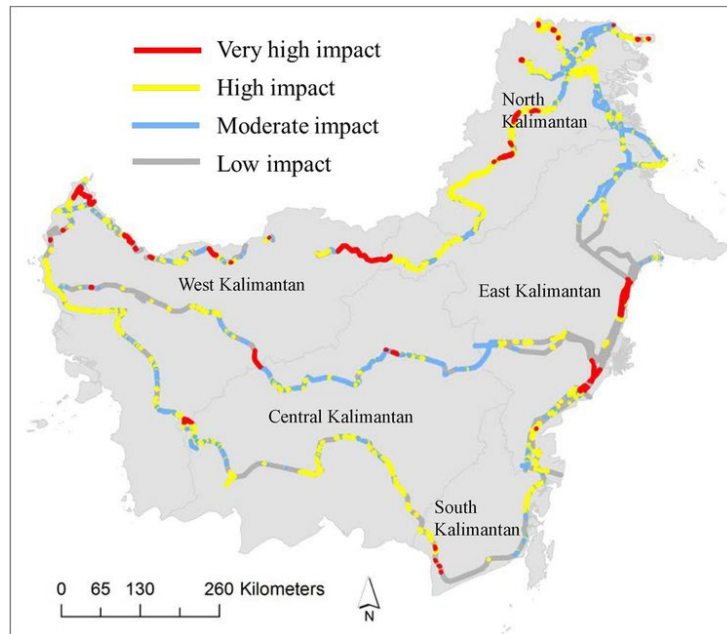 Very high impact
High impact
Moderate impact
Low impact
North
Kalimantan
West Kalimantan
East Kalimantan
Central Kalimantan
South
Kalimantan
0 65 130 260 Kilometers
N